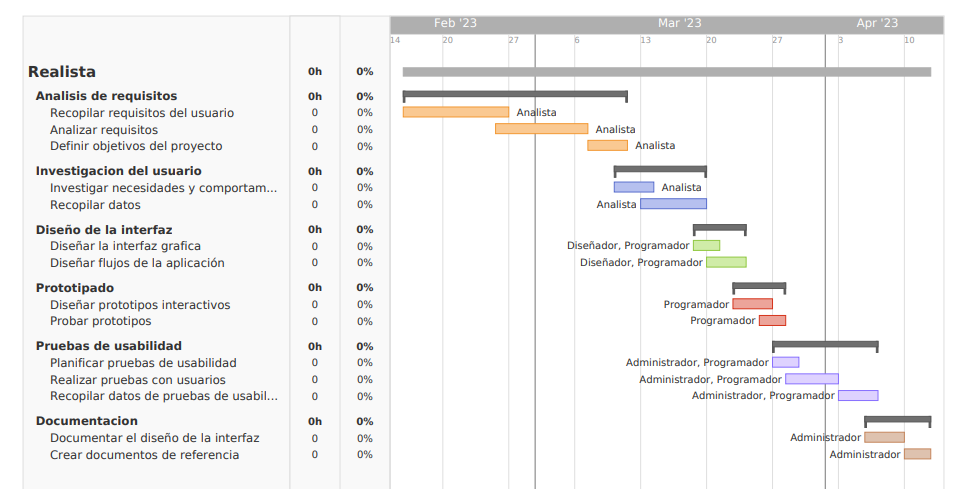 Feb '23 Mar '23 Apr '23
14 20 27 6 13 20 27 3 10
Realista 0h 0%
Analisis de requisitos 0h 0%
Recopilar requisitos del usuario 0 0% Analista
Analizar requisitos 0 0% Analista
Definir objetivos del proyecto 0 0% Analista
Investigacion del usuario 0h 0%
Investigar necesidades y comportam... 0 0% Analista
Recopilar datos 0 0% Analista
Diseño de la interfaz 0h 0%
Diseñar la interfaz grafica 0 0% Diseñador, Programador
Diseñar flujos de la aplicación 0 0% Diseñador, Programador
Prototipado 0h 0%
Diseñar prototipos interactivos 0 0% Programador
Probar prototipos 0 0% Programador
Pruebas de usabilidad 0h 0%
Planificar pruebas de usabilidad 0 0% Administrador, Programador
Realizar pruebas con usuarios 0 0% Administrador, Programador
Recopilar datos de pruebas de usabil... 0 0% Administrador, Programador
Documentacion 0h 0%
Documentar el diseño de la interfaz 0 0% Administrador
Crear documentos de referencia 0 0% Administrador